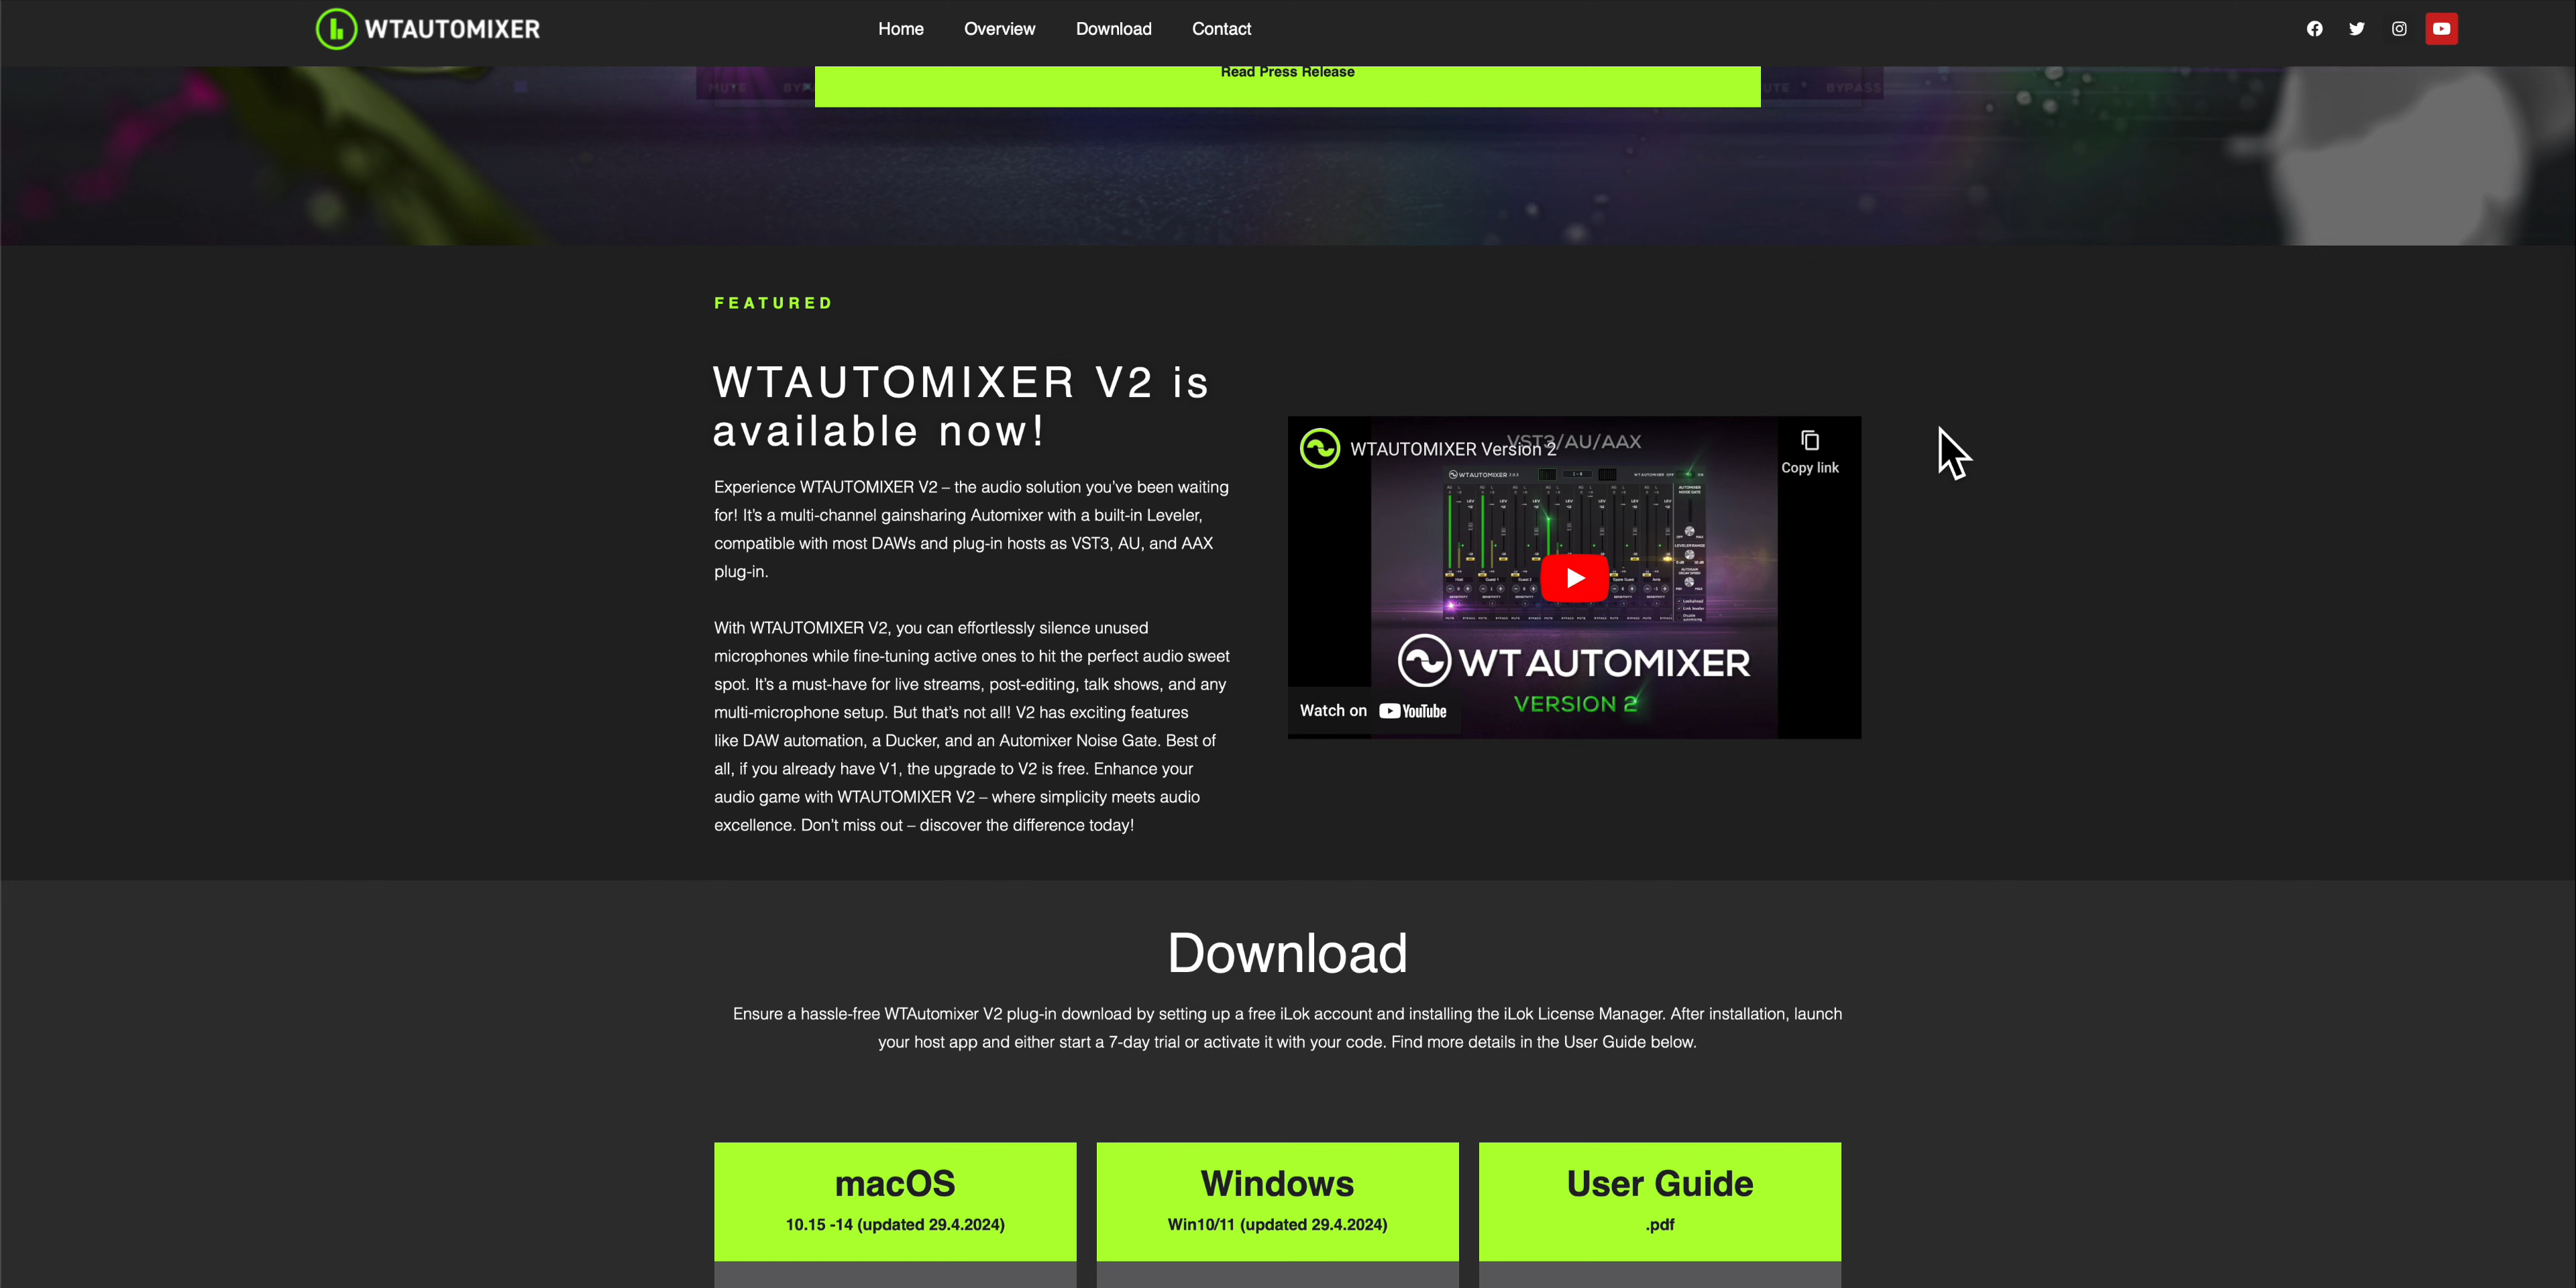 WTAUTOMIXER
Home
Overview
Download
Contact
Read Press Release
MUTE
BYPASS
FEATURED
WTAUTOMIXER V2 is
available now!
Experience WTAUTOMIXER V2 – the audio solution you've been waiting
for! It's a multi-channel gainsharing Automixer with a built-in Leveler,
compatible with most DAWs and plug-in hosts as VST3, AU, and AAX
plug-in.
With WTAUTOMIXER V2, you can effortlessly silence unused
microphones while fine-tuning active ones to hit the perfect audio sweet
spot. It's a must-have for live streams, post-editing, talk shows, and any
multi-microphone setup. But that's not all! V2 has exciting features
like DAW automation, a Ducker, and an Automixer Noise Gate. Best of
all, if you already have V1, the upgrade to V2 is free. Enhance your
audio game with WTAUTOMIXER V2 – where simplicity meets audio
excellence. Don't miss out – discover the difference today!
VST3/AU/AAX
WTAUTOMIXER Version 2
Copy link
WTAUTOMIXER
WT AUTOMIXER
VERSION 2
Watch on YouTube
Download
Ensure a hassle-free WTAutomixer V2 plug-in download by setting up a free iLok account and installing the iLok License Manager. After installation, launch
your host app and either start a 7-day trial or activate it with your code. Find more details in the User Guide below.
macOS
10.15 -14 (updated 29.4.2024)
Windows
Win10/11 (updated 29.4.2024)
User Guide
.pdf